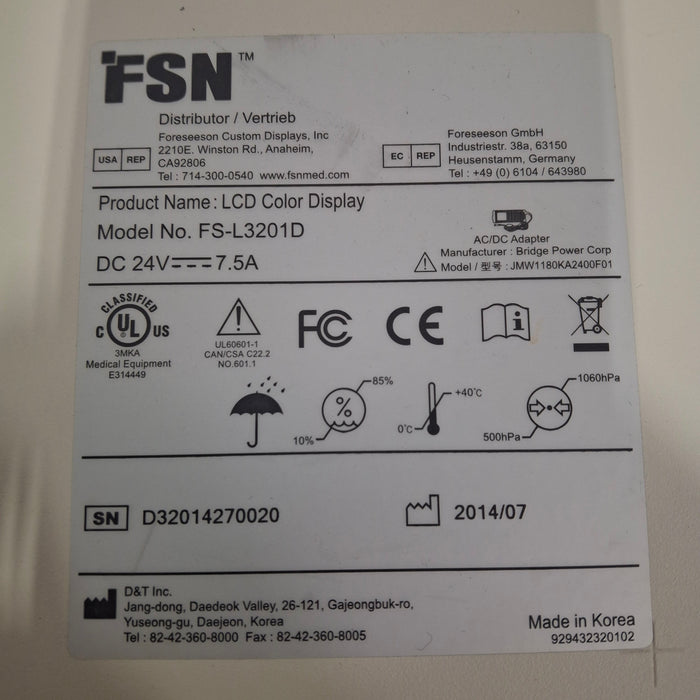 FSN™
Distributor / Vertrieb
Foreseeson Custom Displays, Inc
2210E. Winston Rd., Anaheim,
CA92806
Tel : 714-300-0540 www.fsnmed.com
USA REP
EC REP
Foreseeson GmbH
Industriestr. 38a, 63150
Heusenstamm, Germany
Tel : +49 (0) 6104 / 643980
Product Name : LCD Color Display
Model No. FS-L3201D
DC 24V 7.5A
AC/DC Adapter
Manufacturer : Bridge Power Corp
Model / 型号 : JMW1180KA2400F01
CLASSIFIED
C UL ® US
3MKA
Medical Equipment
E314449
UL60601-1
CAN/CSA C22.2
NO.601.1
FC
CE
i
85%
%
10%
+40℃
0℃
1060hPa
500hPa
SN D32014270020
2014/07
D&T Inc.
Jang-dong, Daedeok Valley, 26-121, Gajeongbuk-ro,
Yuseong-gu, Daejeon, Korea
Tel : 82-42-360-8000 Fax : 82-42-360-8005
Made in Korea
929432320102